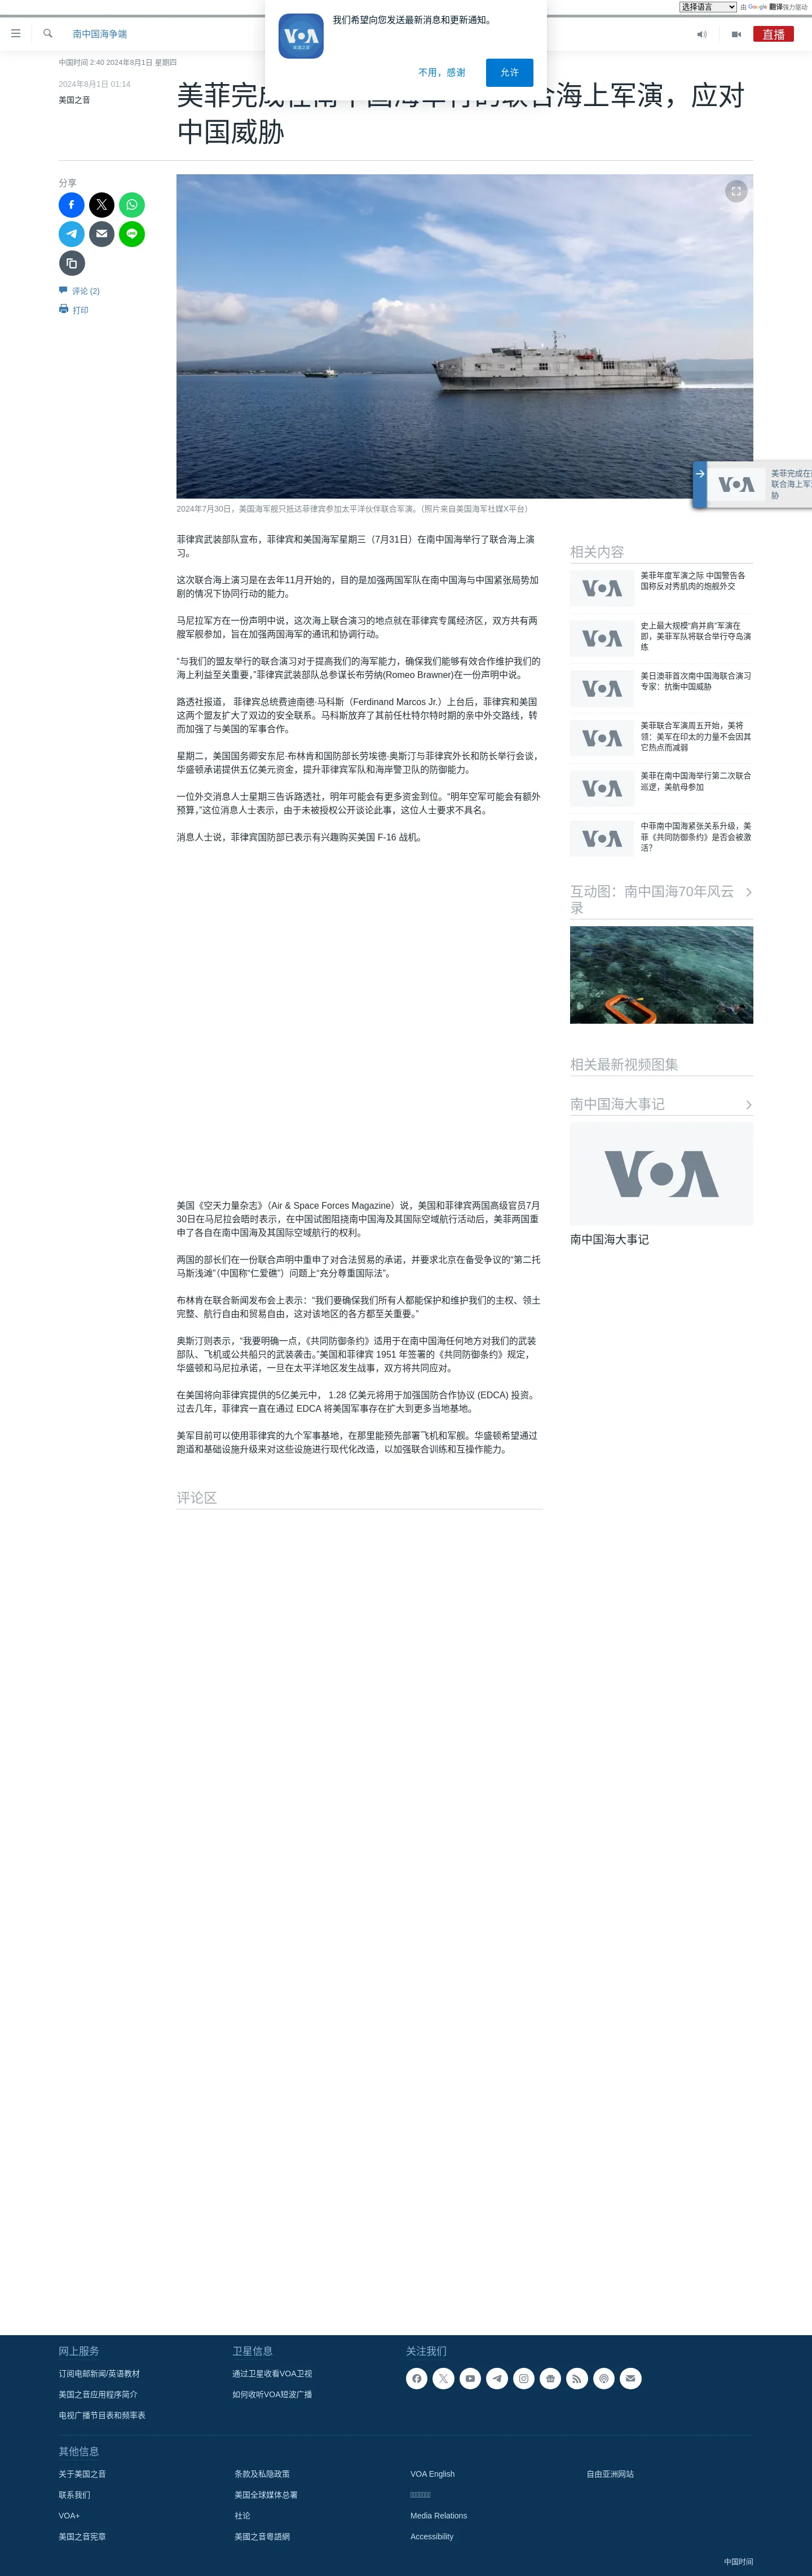 选择语言
由 Google 翻译强力驱动
我们希望向您发送最新消息和更新通知。
不用，感谢
允许
南中国海争端
直播
中国时间 2:40 2024年8月1日 星期四
2024年8月1日 01:14
美国之音
美菲完成在南中国海举行的联合海上军演，应对
中国威胁
分享
评论 (2)
打印
美菲完成在南
联合海上军演
胁
2024年7月30日，美国海军舰只抵达菲律宾参加太平洋伙伴联合军演。（照片来自美国海军社媒X平台）
菲律宾武装部队宣布，菲律宾和美国海军星期三（7月31日）在南中国海举行了联合海上演
习。
这次联合海上演习是在去年11月开始的，目的是加强两国军队在南中国海与中国紧张局势加
剧的情况下协同行动的能力。
马尼拉军方在一份声明中说，这次海上联合演习的地点就在菲律宾专属经济区，双方共有两
艘军舰参加，旨在加强两国海军的通讯和协调行动。
“与我们的盟友举行的联合演习对于提高我们的海军能力，确保我们能够有效合作维护我们的
海上利益至关重要，”菲律宾武装部队总参谋长布劳纳(Romeo Brawner)在一份声明中说。
路透社报道， 菲律宾总统费迪南德·马科斯（Ferdinand Marcos Jr.）上台后，菲律宾和美国
这两个盟友扩大了双边的安全联系。马科斯放弃了其前任杜特尔特时期的亲中外交路线，转
而加强了与美国的军事合作。
星期二，美国国务卿安东尼·布林肯和国防部长劳埃德·奥斯汀与菲律宾外长和防长举行会谈，
华盛顿承诺提供五亿美元资金，提升菲律宾军队和海岸警卫队的防御能力。
一位外交消息人士星期三告诉路透社，明年可能会有更多资金到位。“明年空军可能会有额外
预算，”这位消息人士表示，由于未被授权公开谈论此事，这位人士要求不具名。
消息人士说，菲律宾国防部已表示有兴趣购买美国 F-16 战机。
美国《空天力量杂志》（Air & Space Forces Magazine）说，美国和菲律宾两国高级官员7月
30日在马尼拉会晤时表示，在中国试图阻挠南中国海及其国际空域航行活动后，美菲两国重
申了各自在南中国海及其国际空域航行的权利。
两国的部长们在一份联合声明中重申了对合法贸易的承诺，并要求北京在备受争议的“第二托
马斯浅滩”（中国称“仁爱礁”）问题上“充分尊重国际法”。
布林肯在联合新闻发布会上表示：“我们要确保我们所有人都能保护和维护我们的主权、领土
完整、航行自由和贸易自由，这对该地区的各方都至关重要。”
奥斯汀则表示，“我要明确一点，《共同防御条约》适用于在南中国海任何地方对我们的武装
部队、飞机或公共船只的武装袭击。”美国和菲律宾 1951 年签署的《共同防御条约》规定，
华盛顿和马尼拉承诺，一旦在太平洋地区发生战事，双方将共同应对。
在美国将向菲律宾提供的5亿美元中， 1.28 亿美元将用于加强国防合作协议 (EDCA) 投资。
过去几年，菲律宾一直在通过 EDCA 将美国军事存在扩大到更多当地基地。
美军目前可以使用菲律宾的九个军事基地，在那里能预先部署飞机和军舰。华盛顿希望通过
跑道和基础设施升级来对这些设施进行现代化改造，以加强联合训练和互操作能力。
评论区
相关内容
美菲年度军演之际 中国警告各
国称反对秀肌肉的炮舰外交
史上最大规模“肩并肩”军演在
即，美菲军队将联合举行夺岛演
练
美日澳菲首次南中国海联合演习
专家：抗衡中国威胁
美菲联合军演周五开始，美将
领：美军在印太的力量不会因其
它热点而减弱
美菲在南中国海举行第二次联合
巡逻，美航母参加
中菲南中国海紧张关系升级，美
菲《共同防御条约》是否会被激
活？
互动图：南中国海70年风云
录
相关最新视频图集
南中国海大事记
VOA
南中国海大事记
网上服务
订阅电邮新闻/英语教材
美国之音应用程序简介
电视广播节目表和频率表
卫星信息
通过卫星收看VOA卫视
如何收听VOA短波广播
关注我们
其他信息
关于美国之音
联系我们
VOA+
美国之音宪章
条款及私隐政策
美国全球媒体总署
社论
美國之音粵語網
VOA English
Media Relations
Accessibility
自由亚洲网站
中国时间